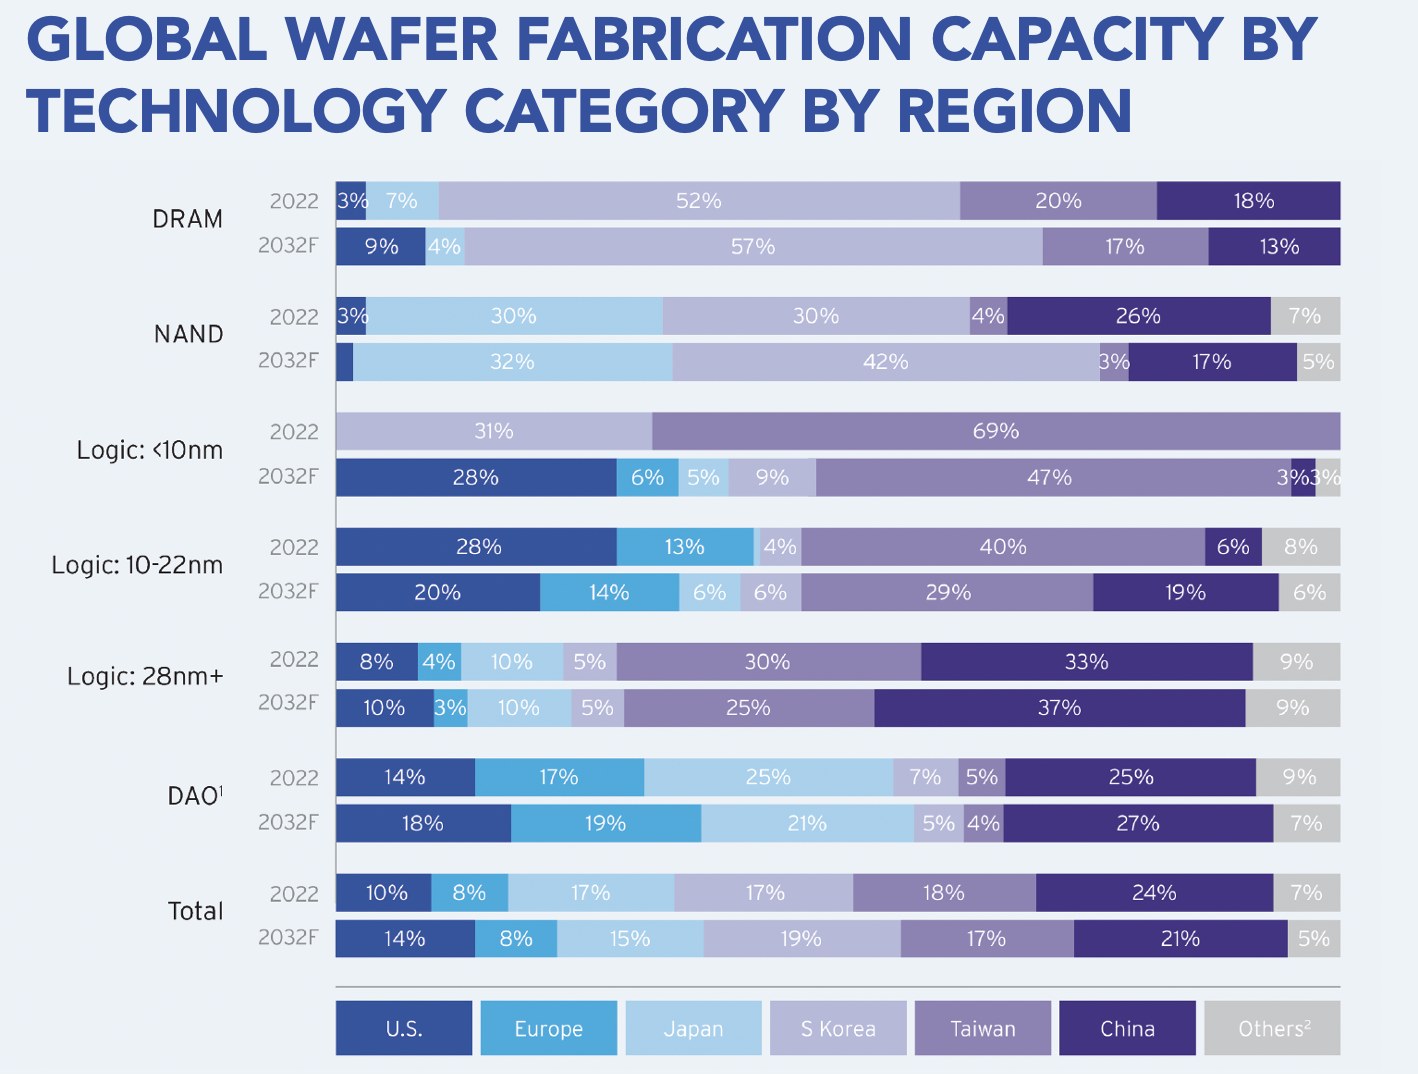 GLOBAL WAFER FABRICATION CAPACITY BY
TECHNOLOGY CATEGORY BY REGION
DRAM
2022 3% 7% 52% 20% 18%
2032F 9% 4% 57% 17% 13%
NAND
2022 3% 30% 30% 4% 26% 7%
2032F 32% 42% 3% 17% 5%
Logic: <10nm
2022 31% 69%
2032F 28% 6% 5% 9% 47% 3% 3%
Logic: 10-22nm
2022 28% 13% 4% 40% 6% 8%
2032F 20% 14% 6% 6% 29% 19% 6%
Logic: 28nm+
2022 8% 4% 10% 5% 30% 33% 9%
2032F 10% 3% 10% 5% 25% 37% 9%
DAO¹
2022 14% 17% 25% 7% 5% 25% 9%
2032F 18% 19% 21% 5% 4% 27% 7%
Total
2022 10% 8% 17% 17% 18% 24% 7%
2032F 14% 8% 15% 19% 17% 21% 5%
U.S. Europe Japan S Korea Taiwan China Others²